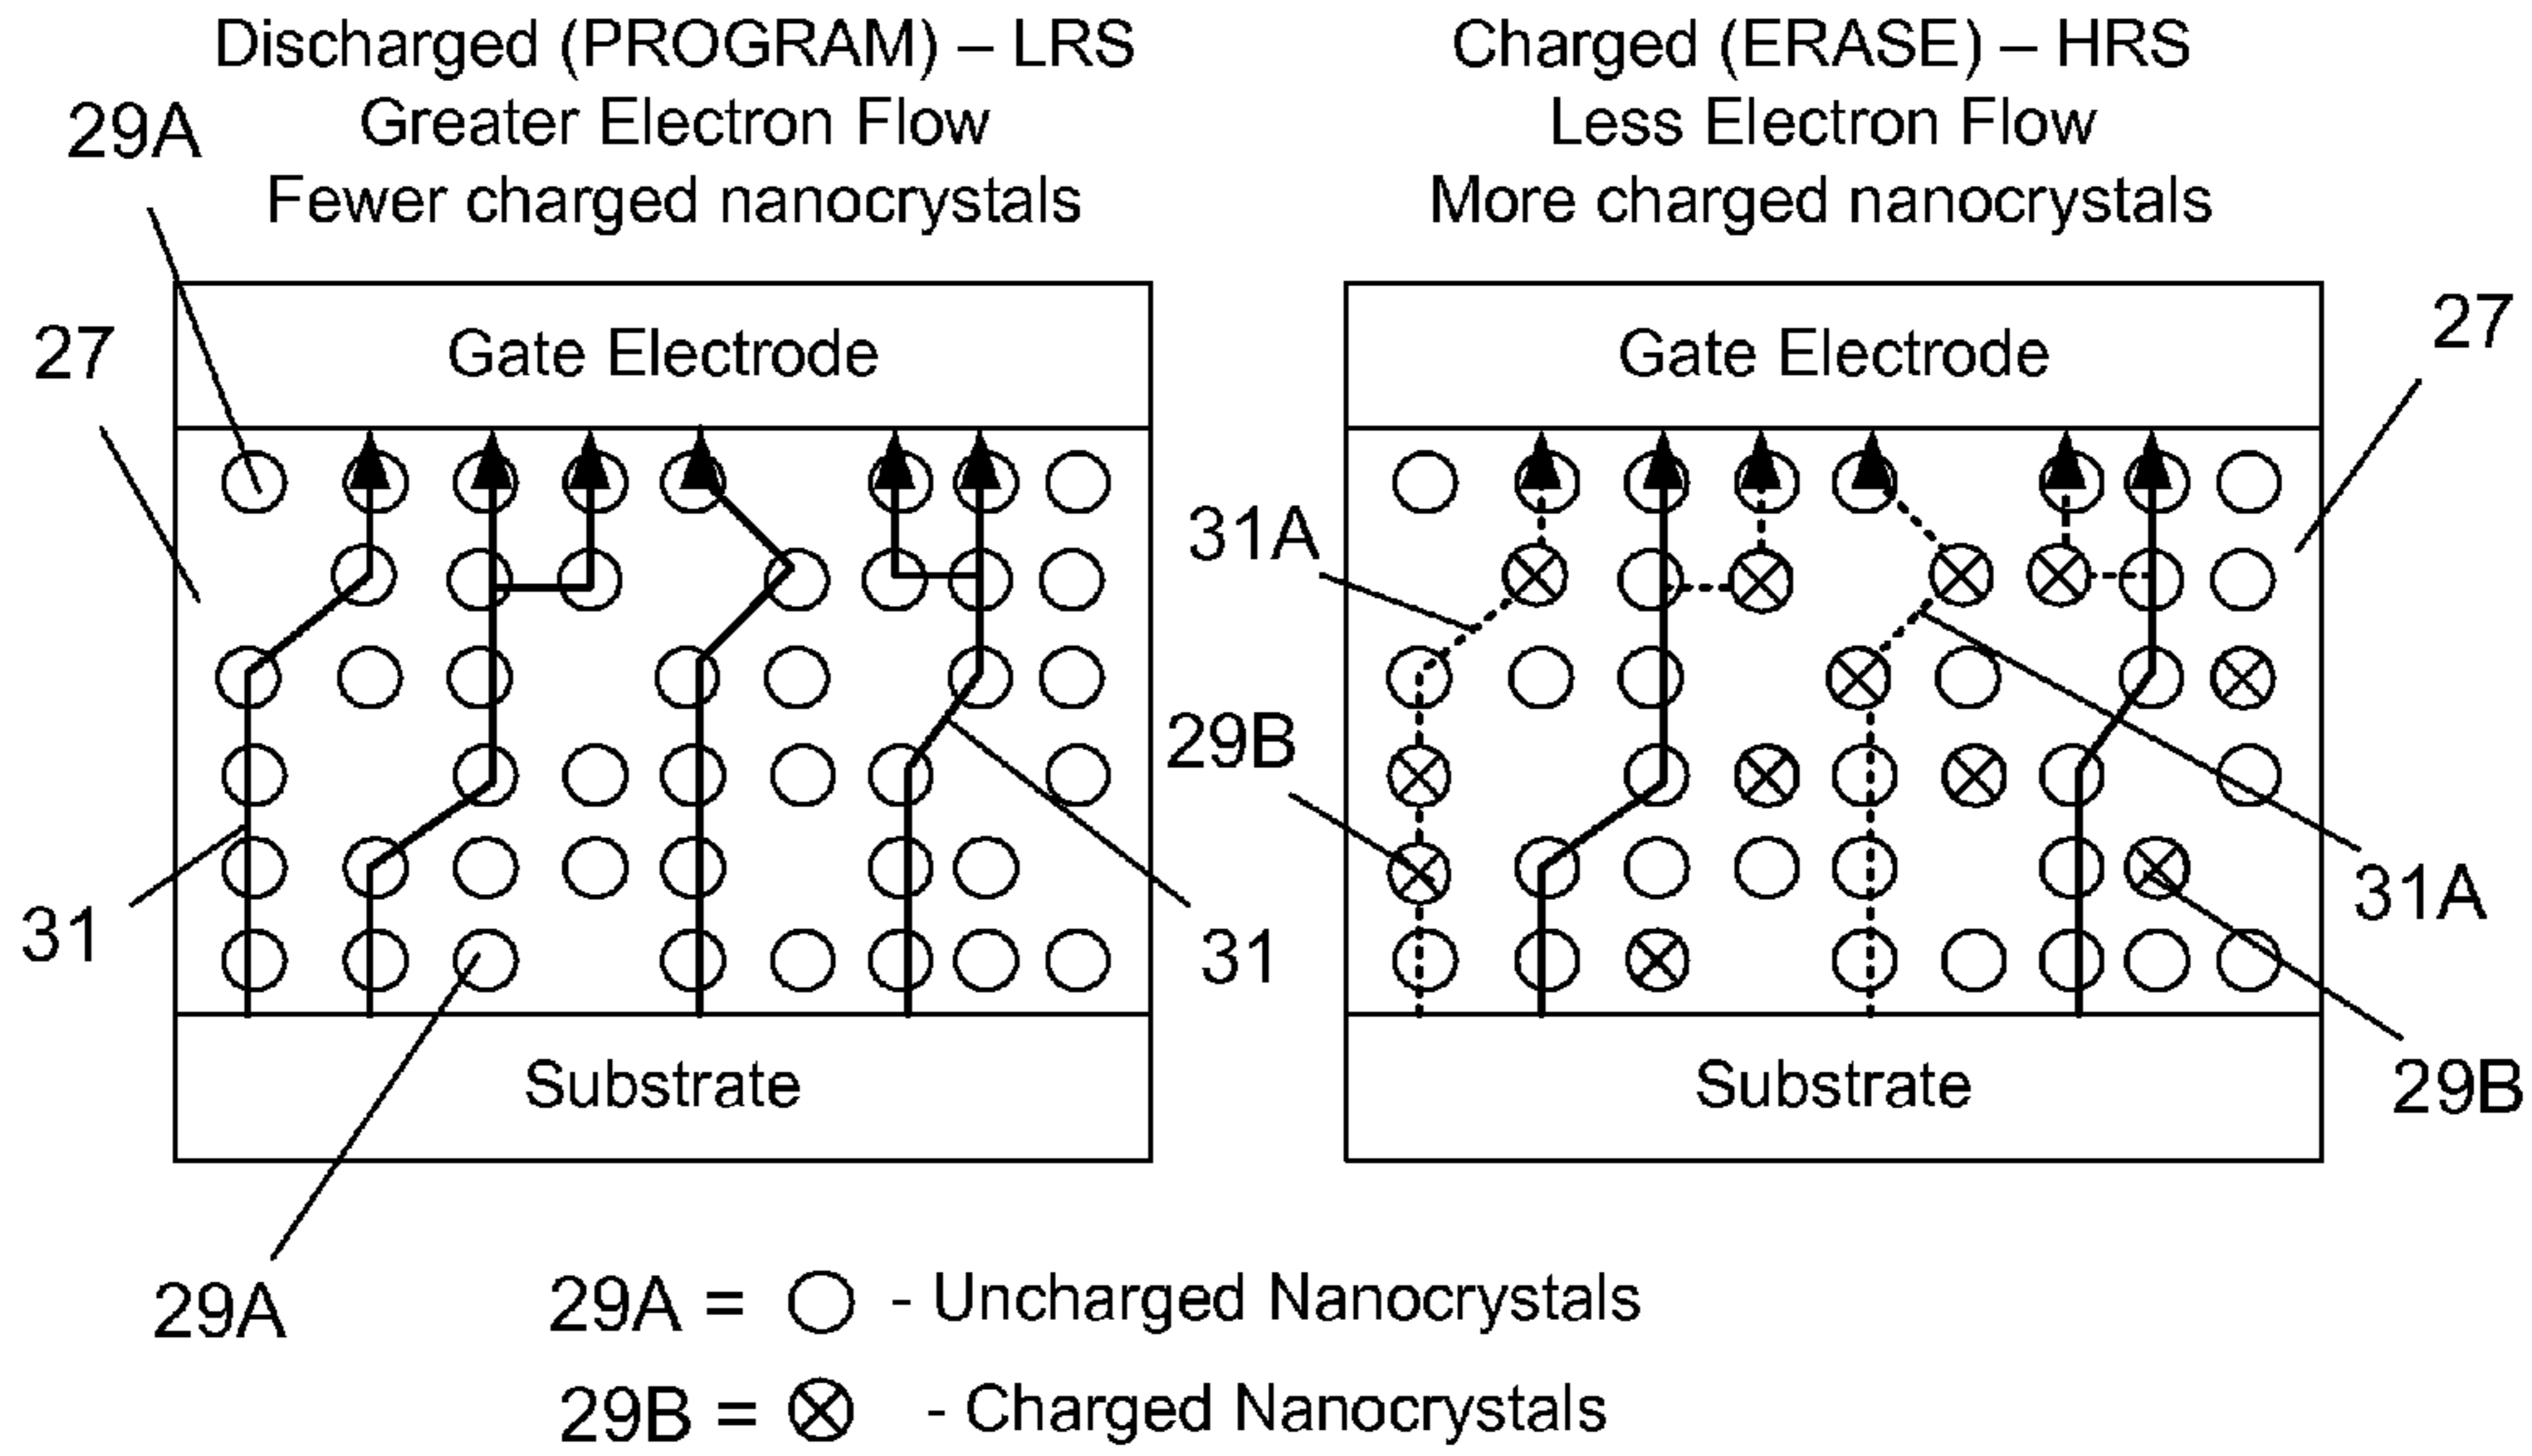 Discharged (PROGRAM) – LRS
Greater Electron Flow
Fewer charged nanocrystals
29A
27
Gate Electrode
31
31
Substrate
29A
Charged (ERASE) – HRS
Less Electron Flow
More charged nanocrystals
27
Gate Electrode
31A
29B
31A
Substrate
29B
29A = - Uncharged Nanocrystals
29B = - Charged Nanocrystals